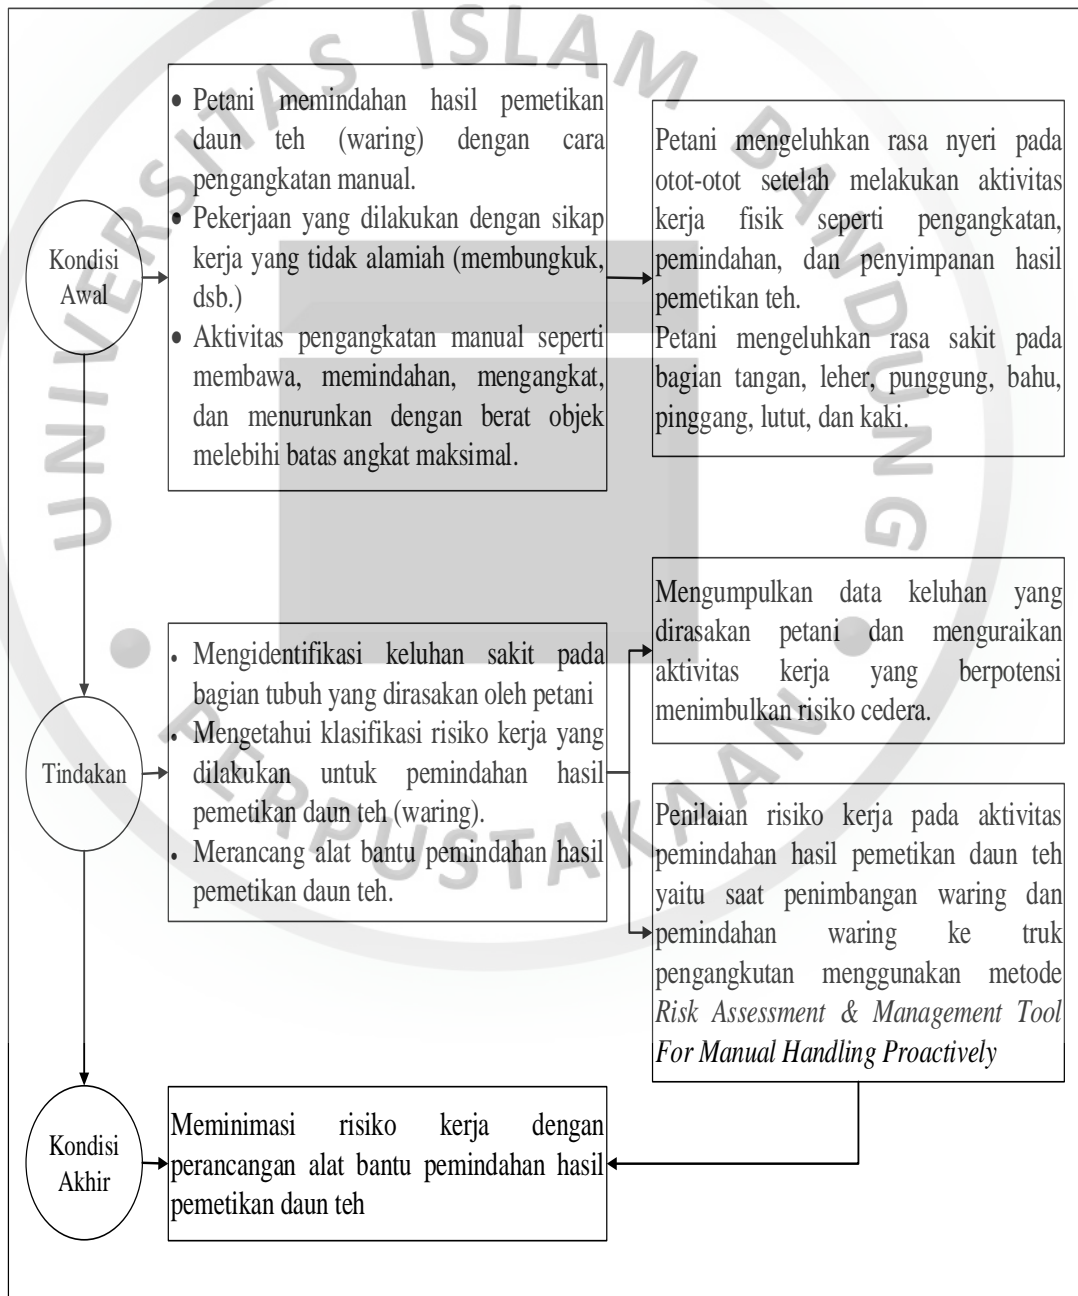 UNIVERSITAS ISLAM BANDUNG
PERPUSTAKAAN
Kondisi
Awal
• Petani memindahan hasil pemetikan
daun teh (waring) dengan cara
pengangkatan manual.
• Pekerjaan yang dilakukan dengan sikap
kerja yang tidak alamiah (membungkuk,
dsb.)
• Aktivitas pengangkatan manual seperti
membawa, memindahan, mengangkat,
dan menurunkan dengan berat objek
melebihi batas angkat maksimal.
Petani mengeluhkan rasa nyeri pada
otot-otot setelah melakukan aktivitas
kerja fisik seperti pengangkatan,
pemindahan, dan penyimpanan hasil
pemetikan teh.
Petani mengeluhkan rasa sakit pada
bagian tangan, leher, punggung, bahu,
pinggang, lutut, dan kaki.
Tindakan
• Mengidentifikasi keluhan sakit pada
bagian tubuh yang dirasakan oleh petani
• Mengetahui klasifikasi risiko kerja yang
dilakukan untuk pemindahan hasil
pemetikan daun teh (waring).
• Merancang alat bantu pemindahan hasil
pemetikan daun teh.
Mengumpulkan data keluhan yang
dirasakan petani dan menguraikan
aktivitas kerja yang berpotensi
menimbulkan risiko cedera.
Penilaian risiko kerja pada aktivitas
pemindahan hasil pemetikan daun teh
yaitu saat penimbangan waring dan
pemindahan waring ke truk
pengangkutan menggunakan metode
Risk Assessment & Management Tool
For Manual Handling Proactively
Kondisi
Akhir
Meminimasi risiko kerja dengan
perancangan alat bantu pemindahan hasil
pemetikan daun teh